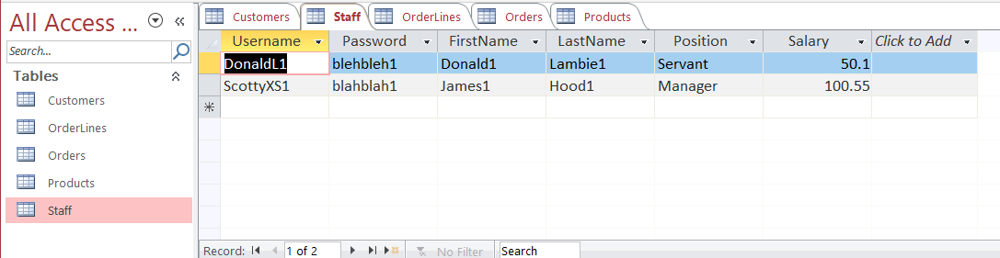 All Access ...
Search...
Tables
Customers
OrderLines
Orders
Products
Staff
Customers Staff OrderLines Orders Products
Username Password FirstName LastName Position Salary Click to Add
DonaldL1 blehbleh1 Donald1 Lambie1 Servant 50.1
ScottyXS1 blahblah1 James1 Hood1 Manager 100.55
Record: 1 of 2 No Filter Search